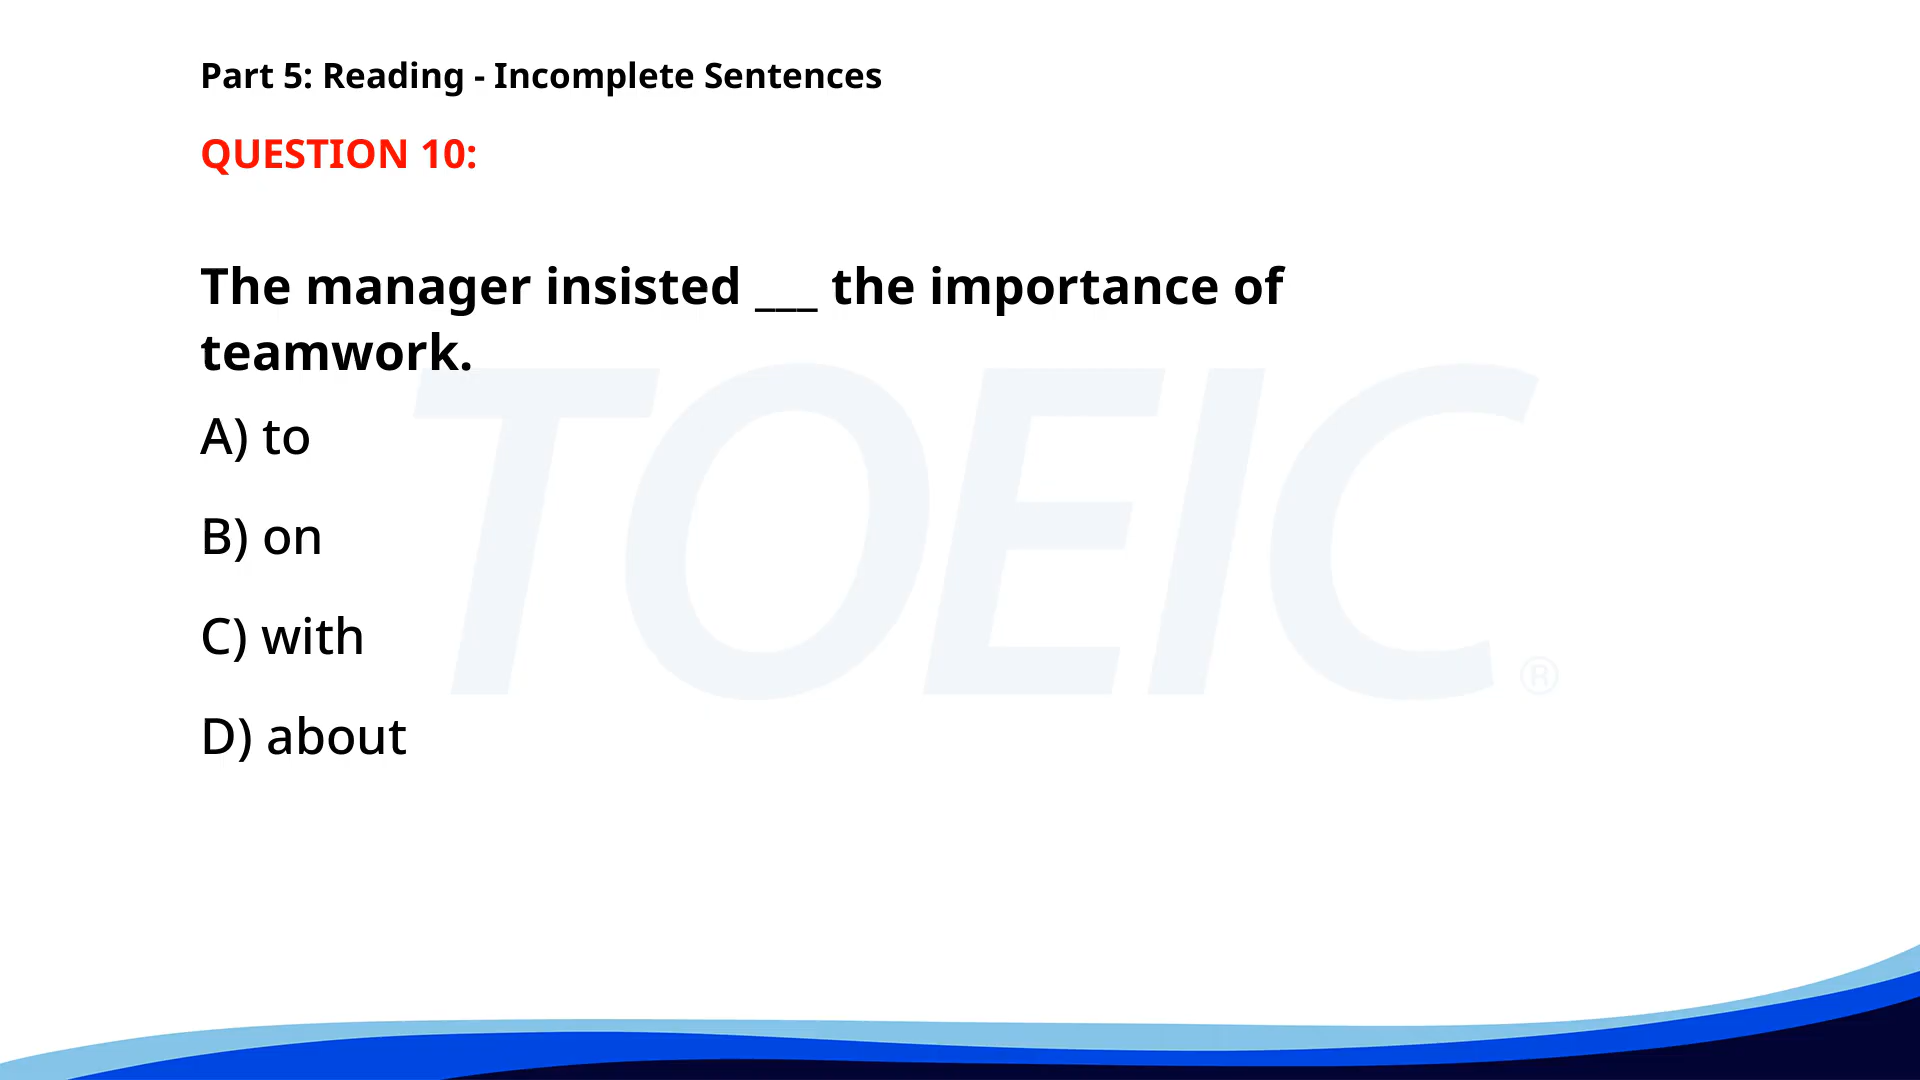 Part 5: Reading - Incomplete Sentences
QUESTION 10:
The manager insisted ___ the importance of
teamwork.
TOEIC®
A) to
B) on
C) with
D) about